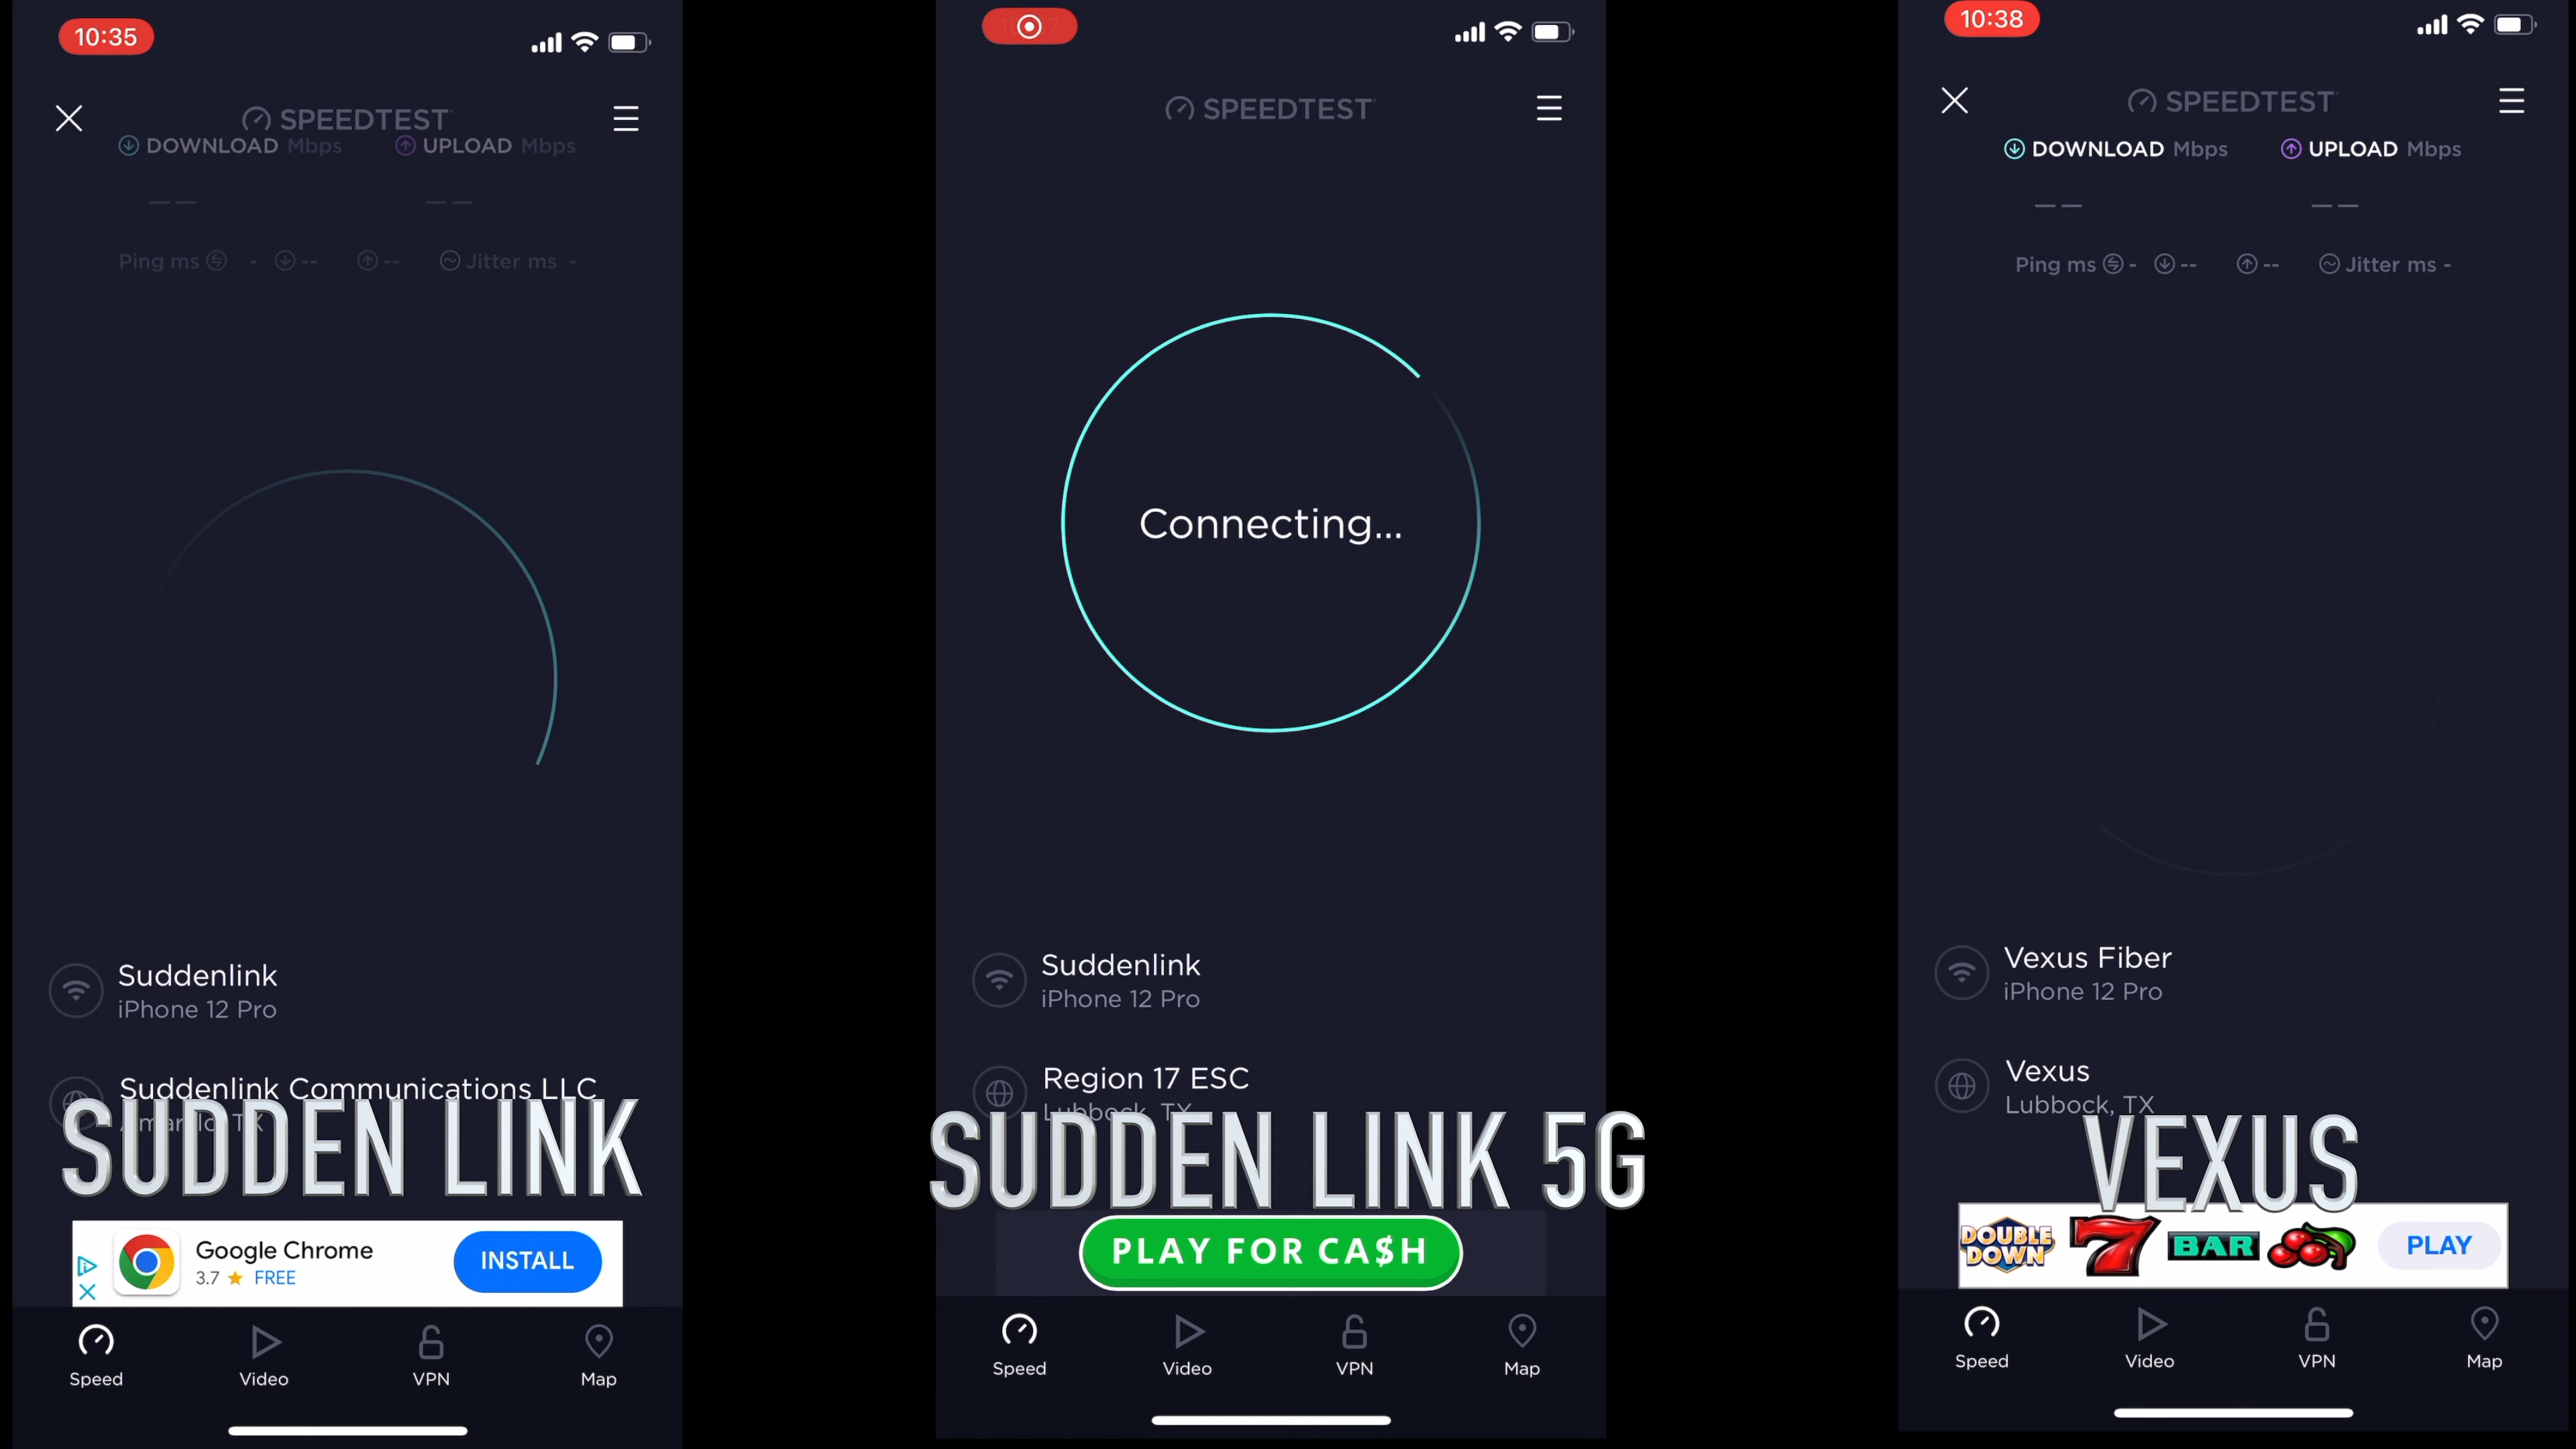 10:35
SPEEDTEST
DOWNLOAD Mbps UPLOAD Mbps
Ping ms - -- -- Jitter ms -
Suddenlink
iPhone 12 Pro
Suddenlink Communications LLC
SUDDEN LINK
Google Chrome
3.7 ★ FREE
INSTALL
Speed Video VPN Map
SPEEDTEST
Connecting...
Suddenlink
iPhone 12 Pro
Region 17 ESC
Lubbock, TX
SUDDEN LINK 5G
PLAY FOR CA$H
Speed Video VPN Map
10:38
SPEEDTEST
DOWNLOAD Mbps UPLOAD Mbps
Ping ms - -- -- Jitter ms -
Vexus Fiber
iPhone 12 Pro
Vexus
Lubbock, TX
VEXUS
DOUBLE
DOWN
7 BAR
PLAY
Speed Video VPN Map